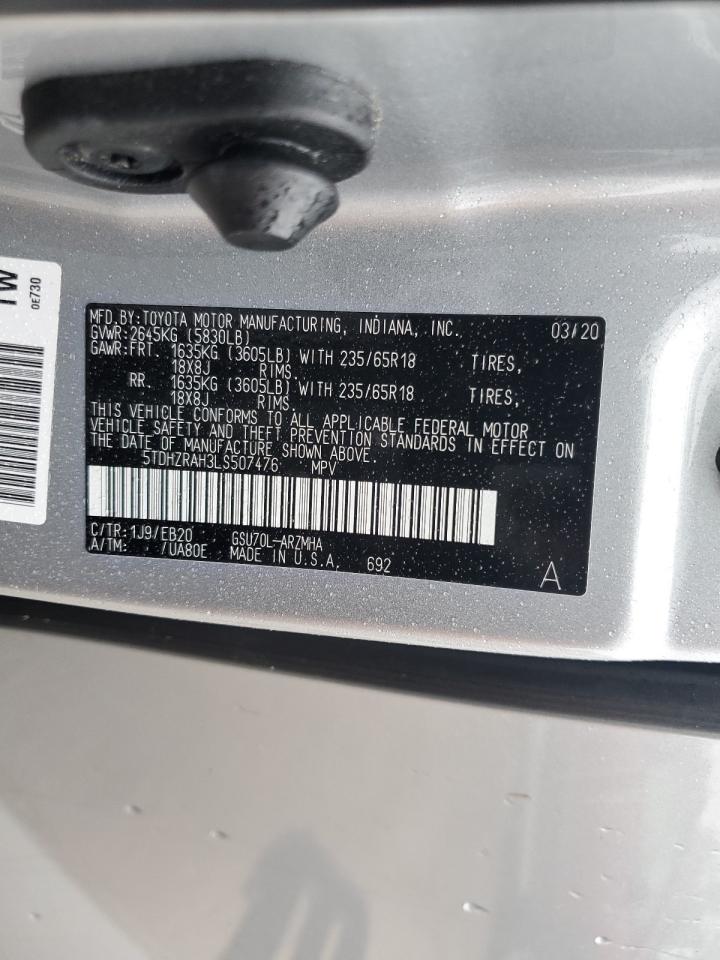 MFD.BY:TOYOTA MOTOR MANUFACTURING, INDIANA, INC. 03/20
GVWR:2645KG (5830LB)
GAWR:FRT. 1635KG (3605LB) WITH 235/65R18 TIRES,
18X8J RIMS.
RR. 1635KG (3605LB) WITH 235/65R18 TIRES,
18X8J RIMS.
THIS VEHICLE CONFORMS TO ALL APPLICABLE FEDERAL MOTOR
VEHICLE SAFETY AND THEFT PREVENTION STANDARDS IN EFFECT ON
THE DATE OF MANUFACTURE SHOWN ABOVE.
5TDHZRAH3LS507476 MPV
C/TR:1J9/EB20 GSU70L-ARZMHA
A/TM: /UA80E MADE IN U.S.A. 692
A
0E730